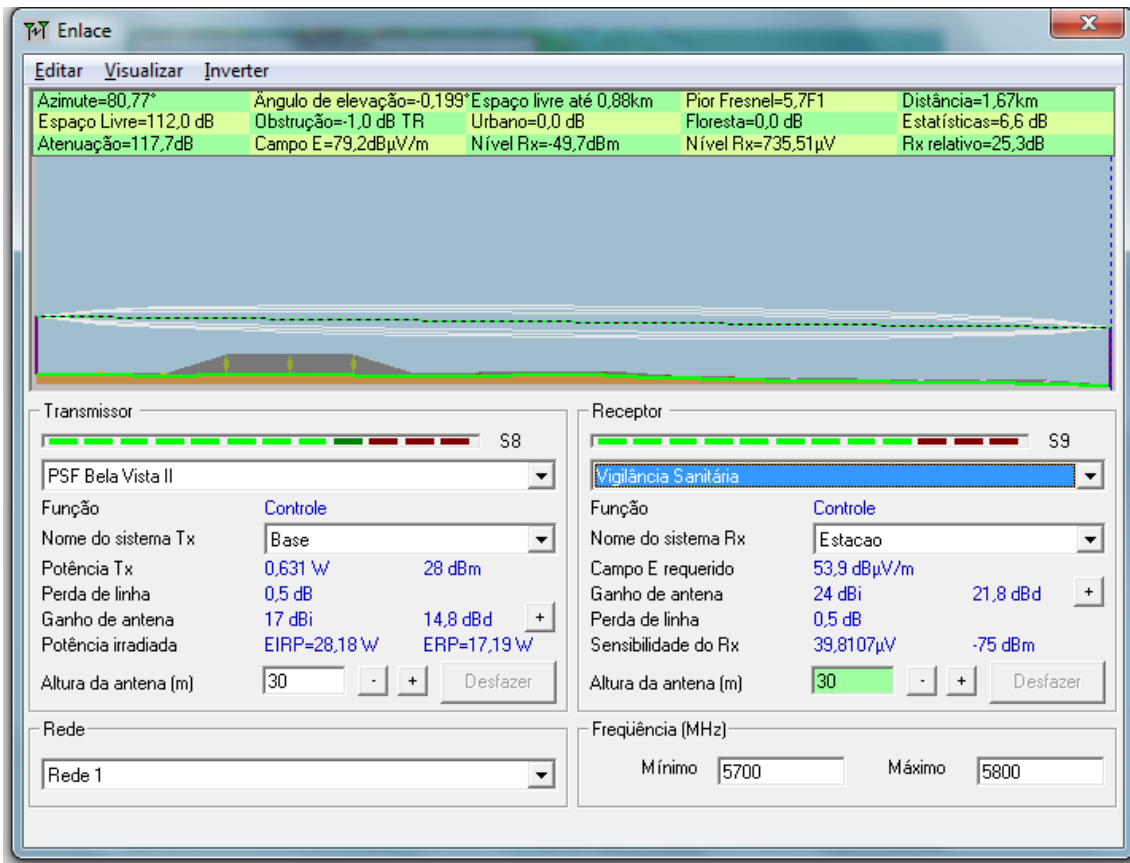 Enlace
Editar Visualizar Inverter
Azimute=80,77° Ângulo de elevação=-0,199° Espaço livre até 0,88km Pior Fresnel=5,7F1 Distância=1,67km
Espaço Livre=112,0 dB Obstrução=-1,0 dB TR Urbano=0,0 dB Floresta=0,0 dB Estatísticas=6,6 dB
Atenuação=117,7dB Campo E=79,2dBµV/m Nível Rx=-49,7dBm Nível Rx=735,51µV Rx relativo=25,3dB
Transmissor
S8
PSF Bela Vista II
Função Controle
Nome do sistema Tx Base
Potência Tx 0,631 W 28 dBm
Perda de linha 0,5 dB
Ganho de antena 17 dBi 14,8 dBd +
Potência irradiada EIRP=28,18 W ERP=17,19 W
Altura da antena (m) 30 - + Desfazer
Rede
Rede 1
Receptor
S9
Vigilância Sanitária
Função Controle
Nome do sistema Rx Estacao
Campo E requerido 53,9 dBµV/m
Ganho de antena 24 dBi 21,8 dBd +
Perda de linha 0,5 dB
Sensibilidade do Rx 39,8107µV -75 dBm
Altura da antena (m) 30 - + Desfazer
Freqüência (MHz)
Mínimo 5700 Máximo 5800